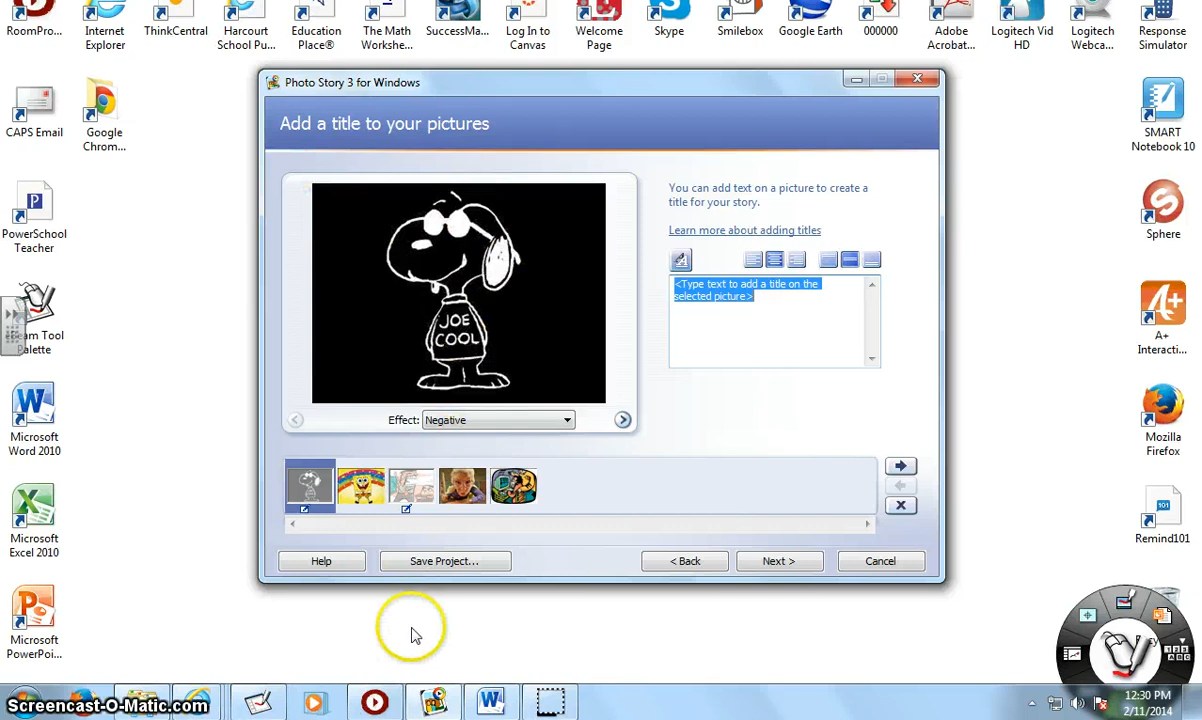 RoomPro...
Internet
Explorer
ThinkCentral
Harcourt
School Pu...
Education
Place®
The Math
Workshe...
SuccessMa...
Log In to
Canvas
Welcome
Page
Skype
Smilebox
Google Earth
000000
Adobe
Acrobat...
Logitech Vid
HD
Logitech
Webca...
Response
Simulator
CAPS Email
Google
Chrom...
PowerSchool
Teacher
Tool
Palette
Microsoft
Word 2010
Microsoft
Excel 2010
Microsoft
PowerPoi...
Photo Story 3 for Windows
Add a title to your pictures
JOE
COOL
Effect:
Negative
You can add text on a picture to create a
title for your story.
Learn more about adding titles
<Type text to add a title on the
selected picture>
Help
Save Project...
< Back
Next >
Cancel
SMART
Notebook 10
Sphere
A+
Interacti...
Mozilla
Firefox
101
Remind101
Screencast-O-Matic.com
12:30 PM
2/11/2014